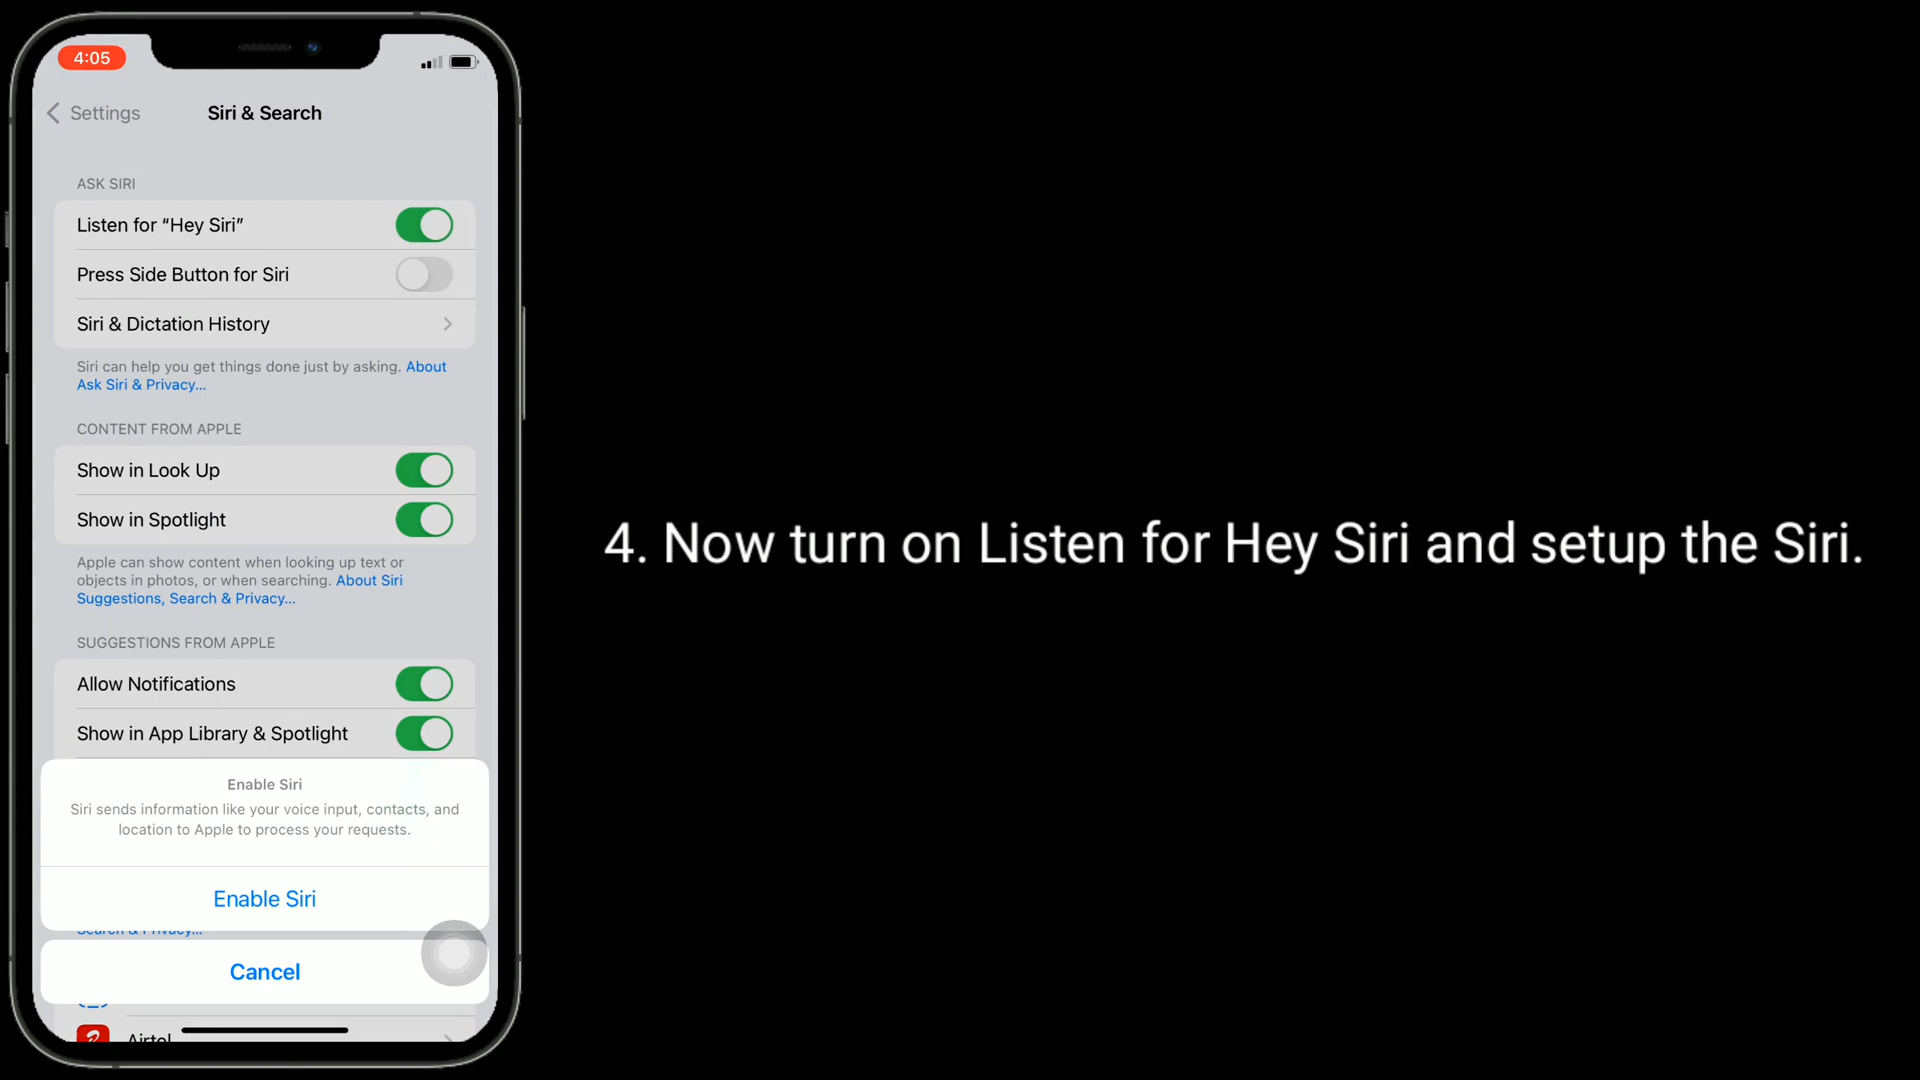 4:05
Settings
Siri & Search
ASK SIRI
Listen for “Hey Siri”
Press Side Button for Siri
Siri & Dictation History
Siri can help you get things done just by asking. About
Ask Siri & Privacy...
CONTENT FROM APPLE
Show in Look Up
Show in Spotlight
Apple can show content when looking up text or
objects in photos, or when searching. About Siri
Suggestions, Search & Privacy...
SUGGESTIONS FROM APPLE
Allow Notifications
Show in App Library & Spotlight
Enable Siri
Siri sends information like your voice input, contacts, and
location to Apple to process your requests.
Enable Siri
Search & Privacy...
Cancel
Airtel
4. Now turn on Listen for Hey Siri and setup the Siri.